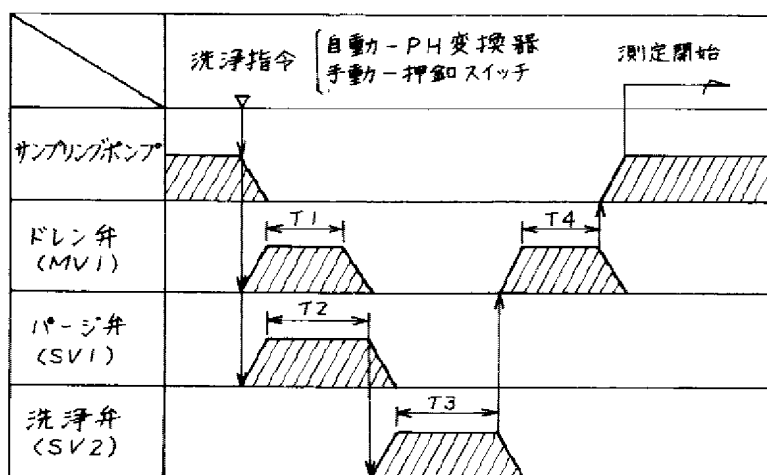 洗浄指令
自動ーPH変換器
手動ー押釦スイッチ
測定開始
サンプリングポンプ
ドレン弁
(MV1)
T1
T4
パージ弁
(SV1)
T2
洗浄弁
(SV2)
T3